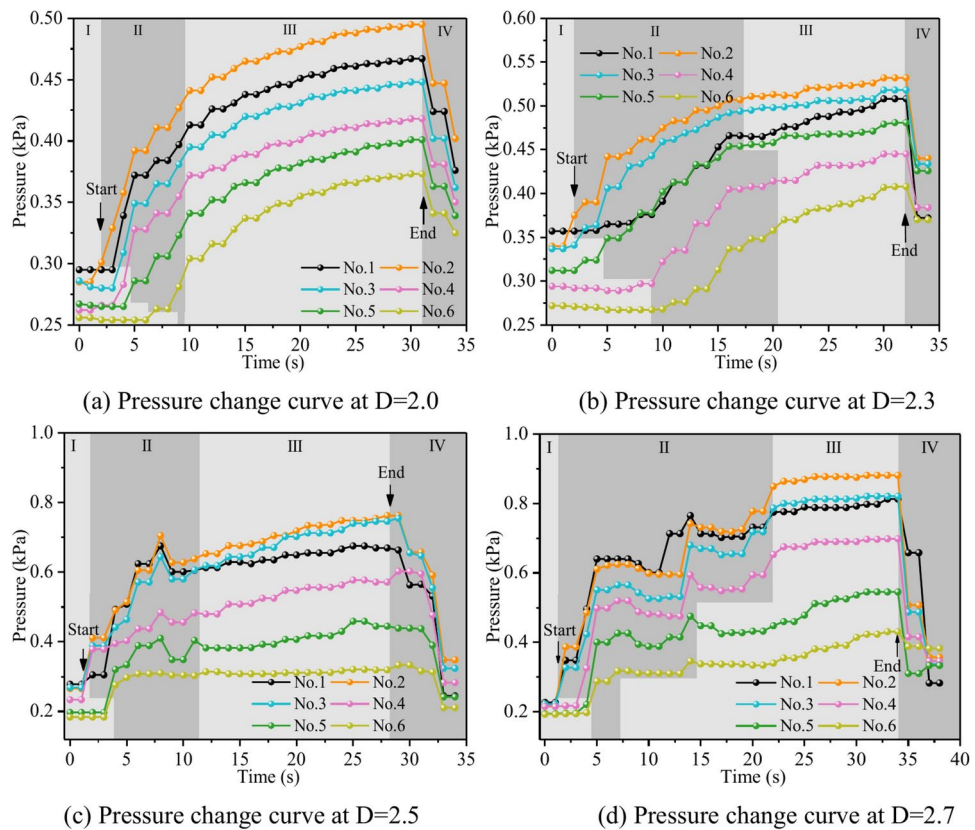 0.50
0.45
0.40
0.35
0.30
0.25
Pressure (kPa)
I II III IV
Start
End
No.1 No.2
No.3 No.4
No.5 No.6
0 5 10 15 20 25 30 35
Time (s)
(a) Pressure change curve at D=2.0
0.60
0.55
0.50
0.45
0.40
0.35
0.30
0.25
Pressure (kPa)
I II III IV
No.1 No.2
No.3 No.4
No.5 No.6
Start
End
0 5 10 15 20 25 30 35
Time (s)
(b) Pressure change curve at D=2.3
1.0
0.8
0.6
0.4
0.2
Pressure (kPa)
I II III IV
End
Start
No.1 No.2
No.3 No.4
No.5 No.6
0 5 10 15 20 25 30 35
Time (s)
(c) Pressure change curve at D=2.5
1.0
0.8
0.6
0.4
0.2
Pressure (kPa)
I II III IV
Start
End
No.1 No.2
No.3 No.4
No.5 No.6
0 5 10 15 20 25 30 35 40
Time (s)
(d) Pressure change curve at D=2.7